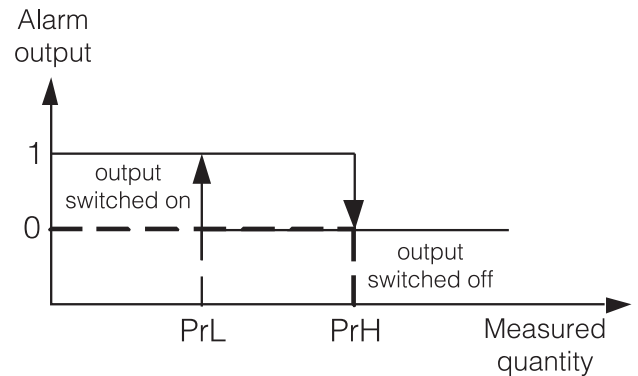 Alarm
output
1
output
switched on
0
output
switched off
PrL
PrH
Measured
quantity